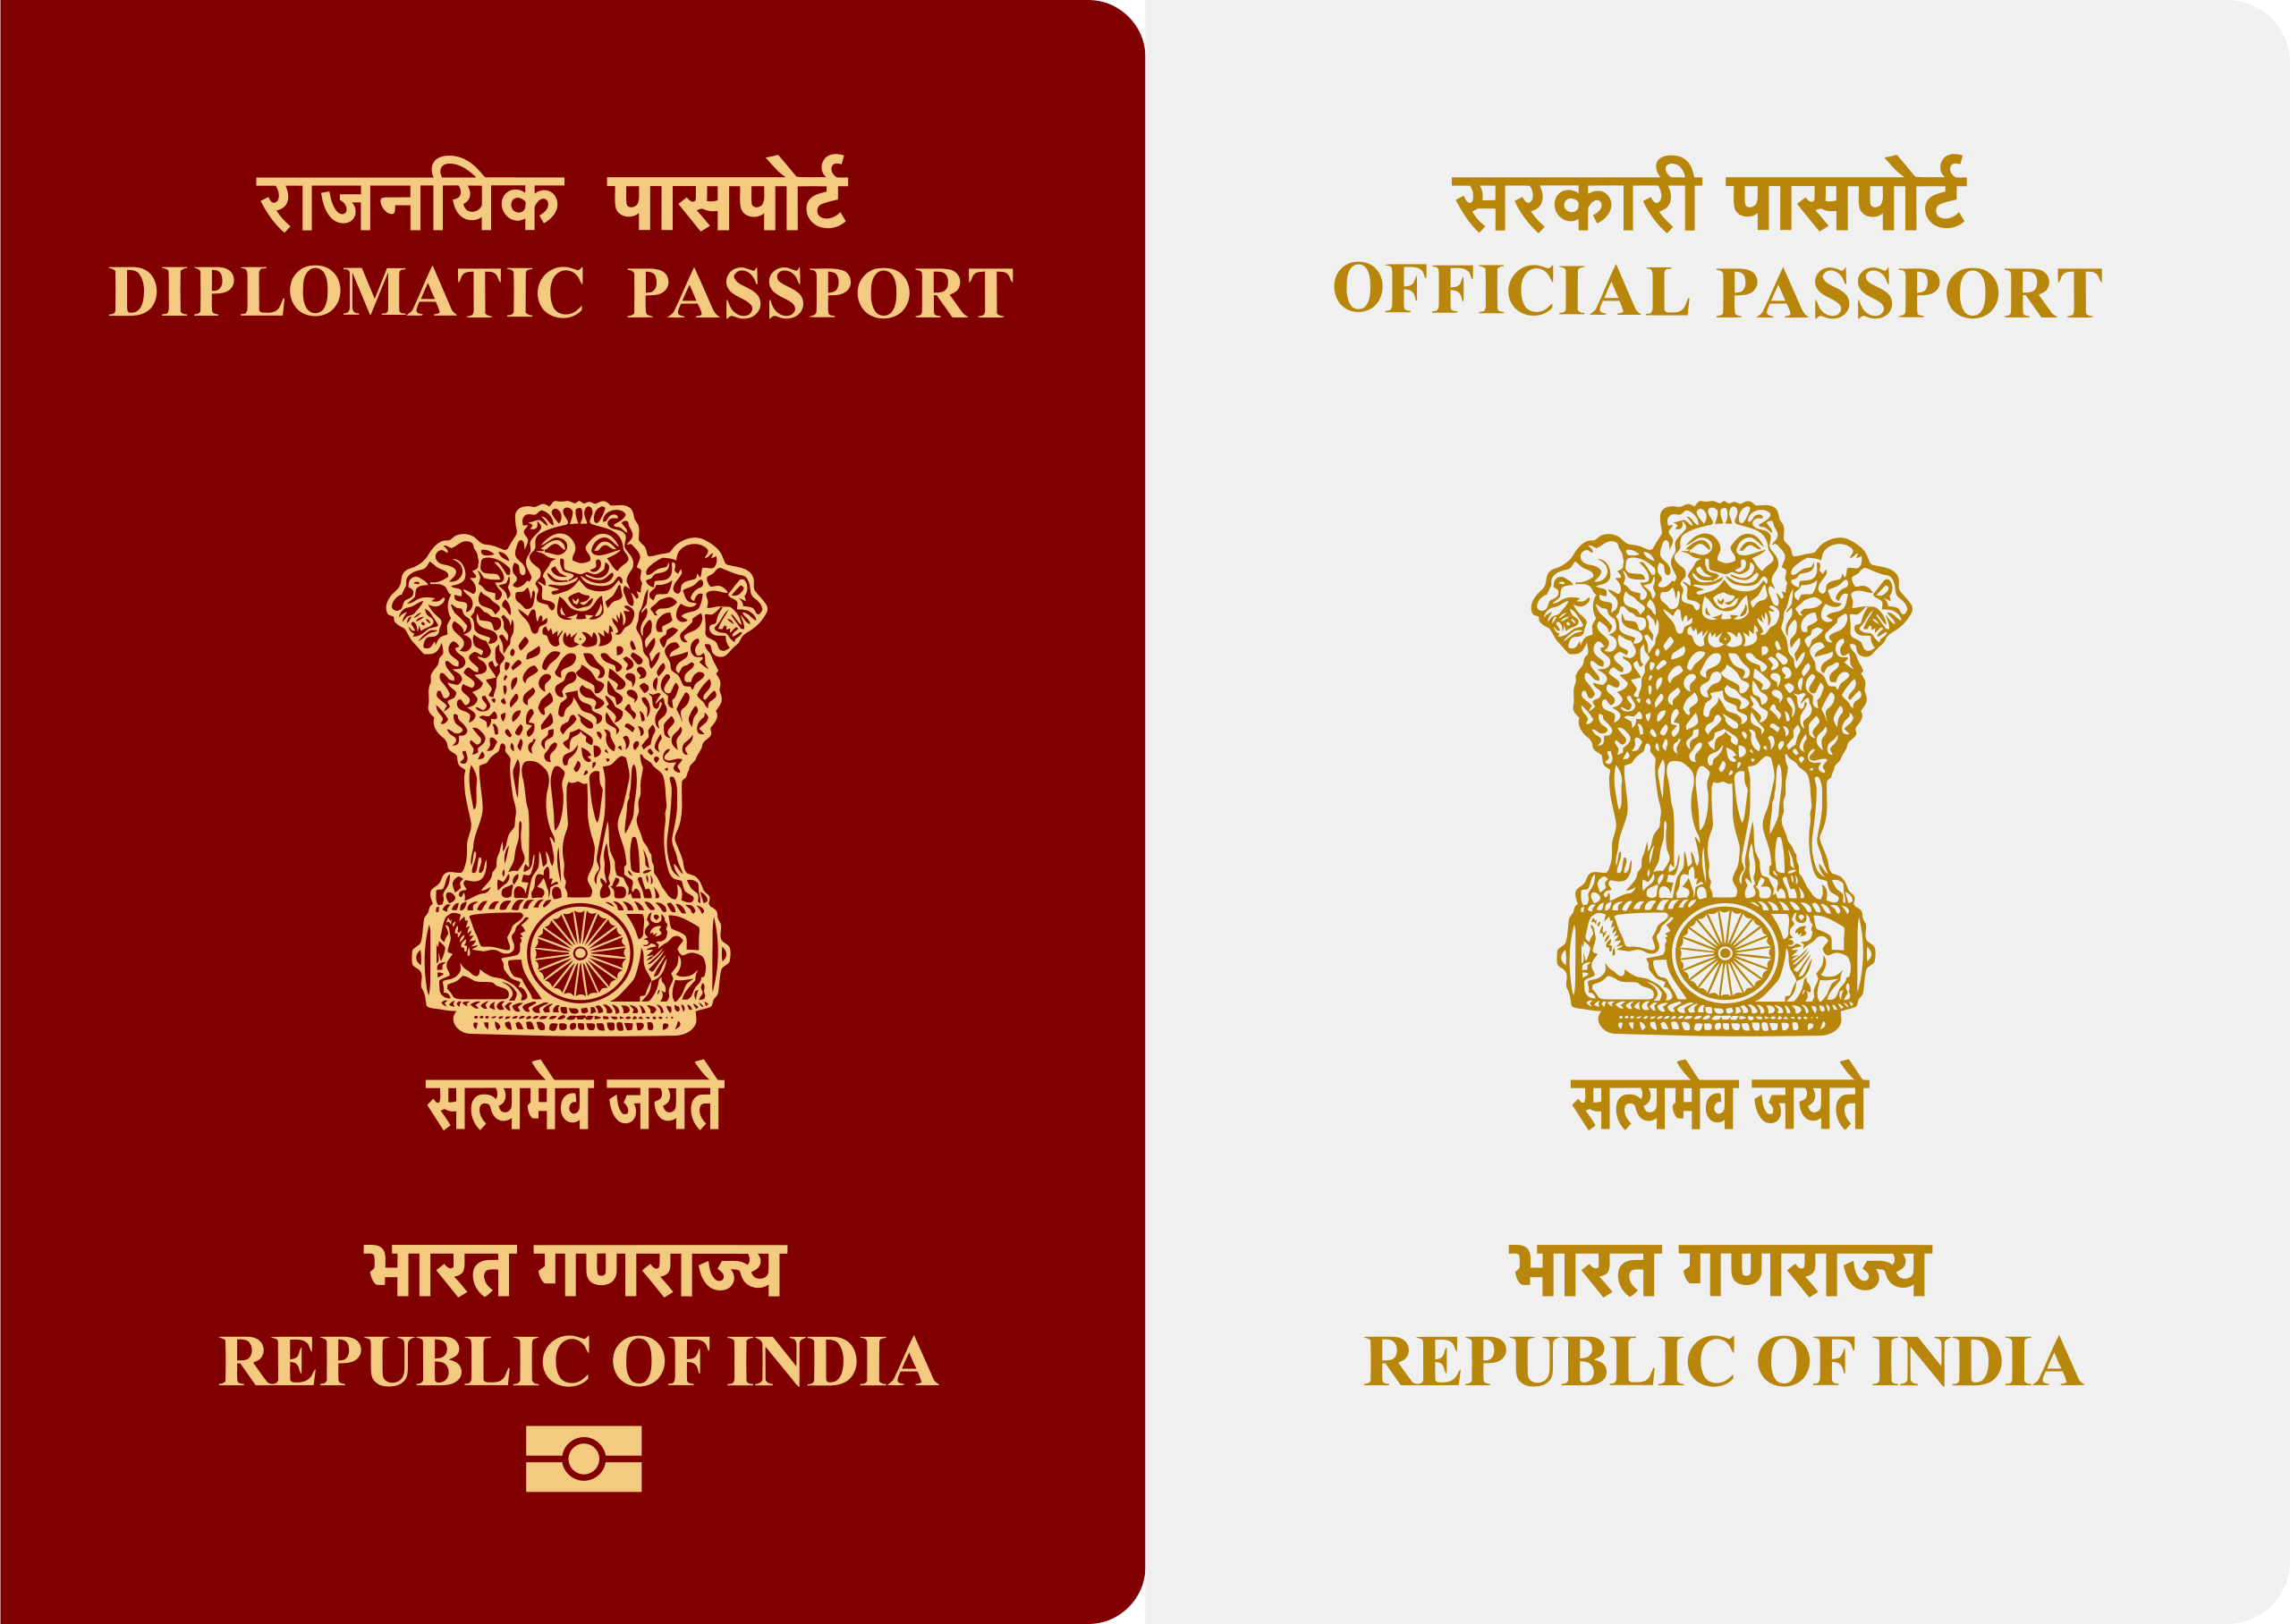 राजनयिक पासपोर्ट
DIPLOMATIC PASSPORT
सत्यमेव जयते
भारत गणराज्य
REPUBLIC OF INDIA
सरकारी पासपोर्ट
OFFICIAL PASSPORT
सत्यमेव जयते
भारत गणराज्य
REPUBLIC OF INDIA